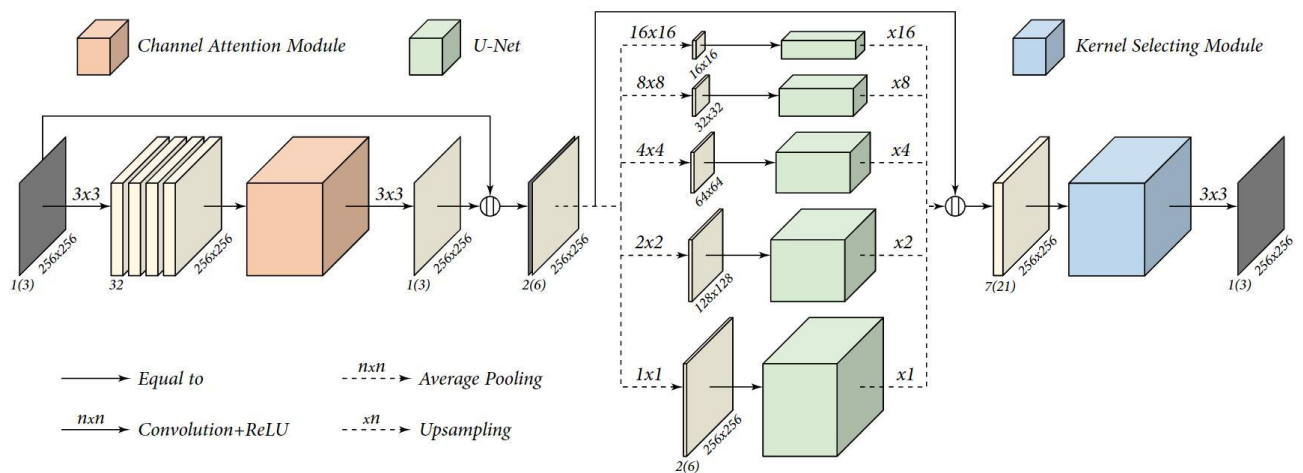 Channel Attention Module
U-Net
Kernel Selecting Module
16x16
16x16
x16
8x8
32x32
x8
4x4
64x64
x4
2x2
128x128
x2
1x1
256x256
2(6)
x1
3x3
256x256
1(3)
256x256
32
3x3
256x256
1(3)
256x256
2(6)
256x256
7(21)
3x3
256x256
1(3)
Equal to
nxn
Convolution+ReLU
nxn
Average Pooling
xn
Upsampling